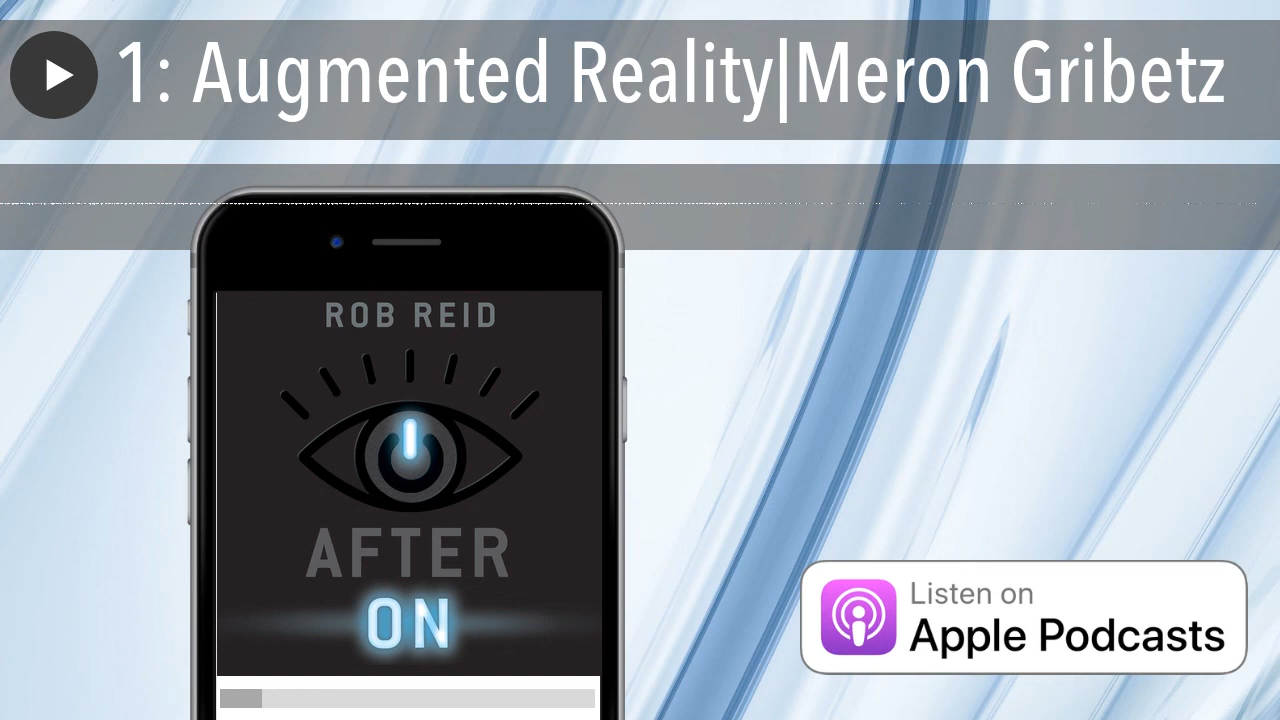 1: Augmented Reality|Meron Gribetz
ROB REID
AFTER
ON
Listen on
Apple Podcasts